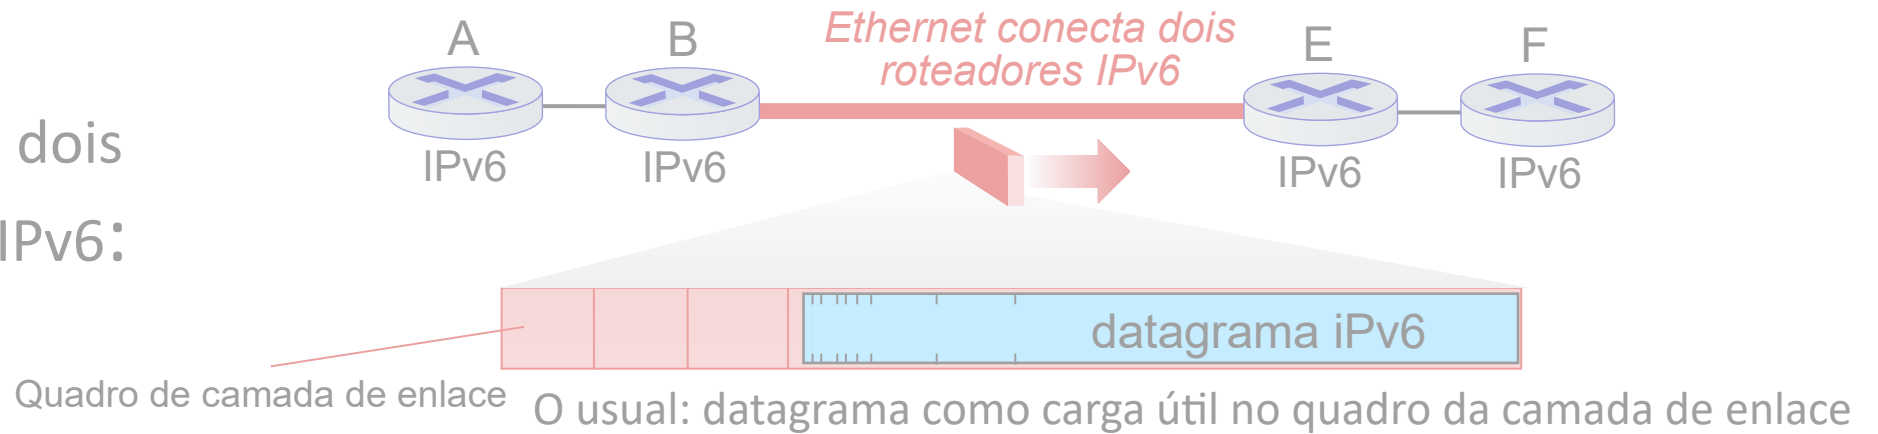 A
B
Ethernet conecta dois
roteadores IPv6
E
F
dois
IPv6
IPv6
IPv6
IPv6
IPv6:
datagrama iPv6
Quadro de camada de enlace
O usual: datagrama como carga útil no quadro da camada de enlace